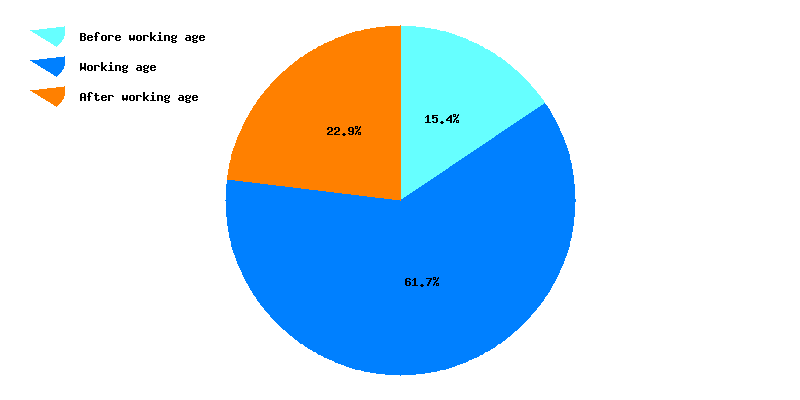 Before working age
Working age
After working age
15.4%
22.9%
61.7%